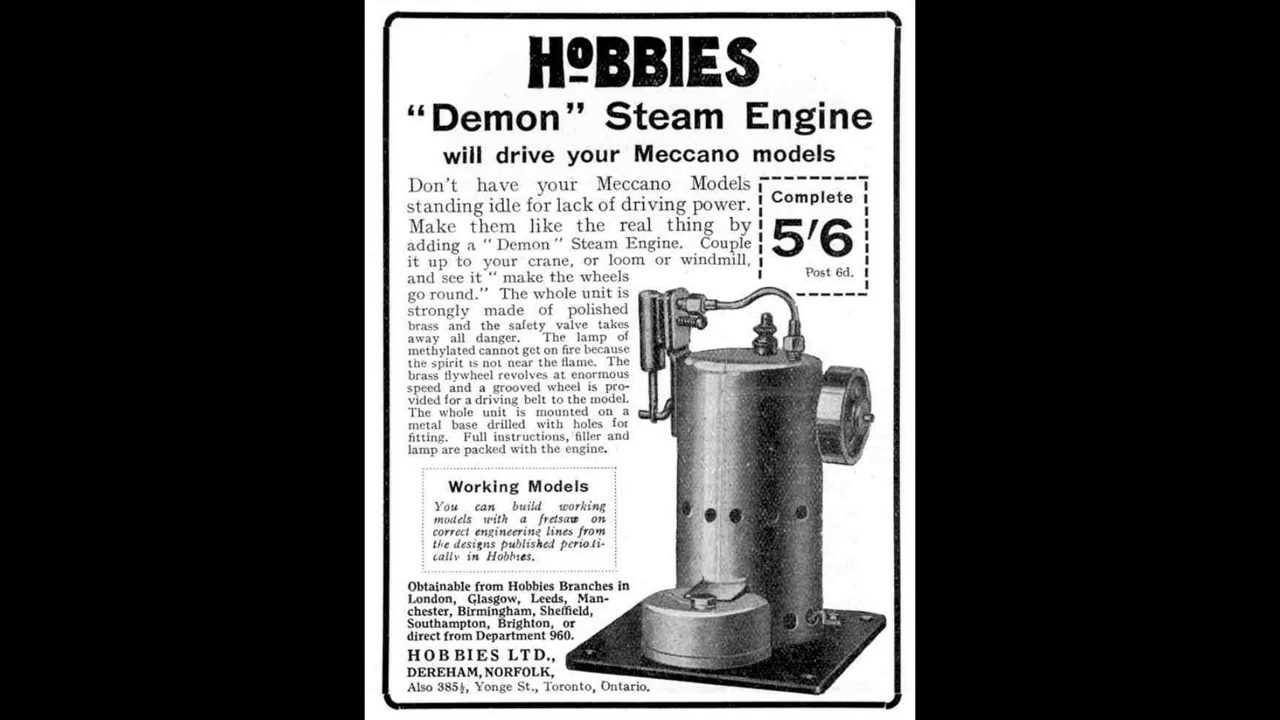 HOBBIES
“Demon” Steam Engine
will drive your Meccano models
Don't have your Meccano Models
standing idle for lack of driving power.
Make them like the real thing by
adding a “Demon” Steam Engine. Couple
it up to your crane, or loom or windmill,
and see it “make the wheels
go round.” The whole unit is
strongly made of polished
brass and the safety valve takes
away all danger. The lamp of
methylated cannot get on fire because
the spirit is not near the flame. The
brass flywheel revolves at enormous
speed and a grooved wheel is pro-
vided for a driving belt to the model.
The whole unit is mounted on a
metal base drilled with holes for
fitting. Full instructions, filler and
lamp are packed with the engine.
Complete
5'6
Post 6d.
Working Models
You can build working
models with a fretsaw on
correct engineering lines from
the designs published periodi-
cally in Hobbies.
Obtainable from Hobbies Branches in
London, Glasgow, Leeds, Man-
chester, Birmingham, Sheffield,
Southampton, Brighton, or
direct from Department 960.
HOBBIES LTD.,
DEREHAM, NORFOLK,
Also 385½, Yonge St., Toronto, Ontario.